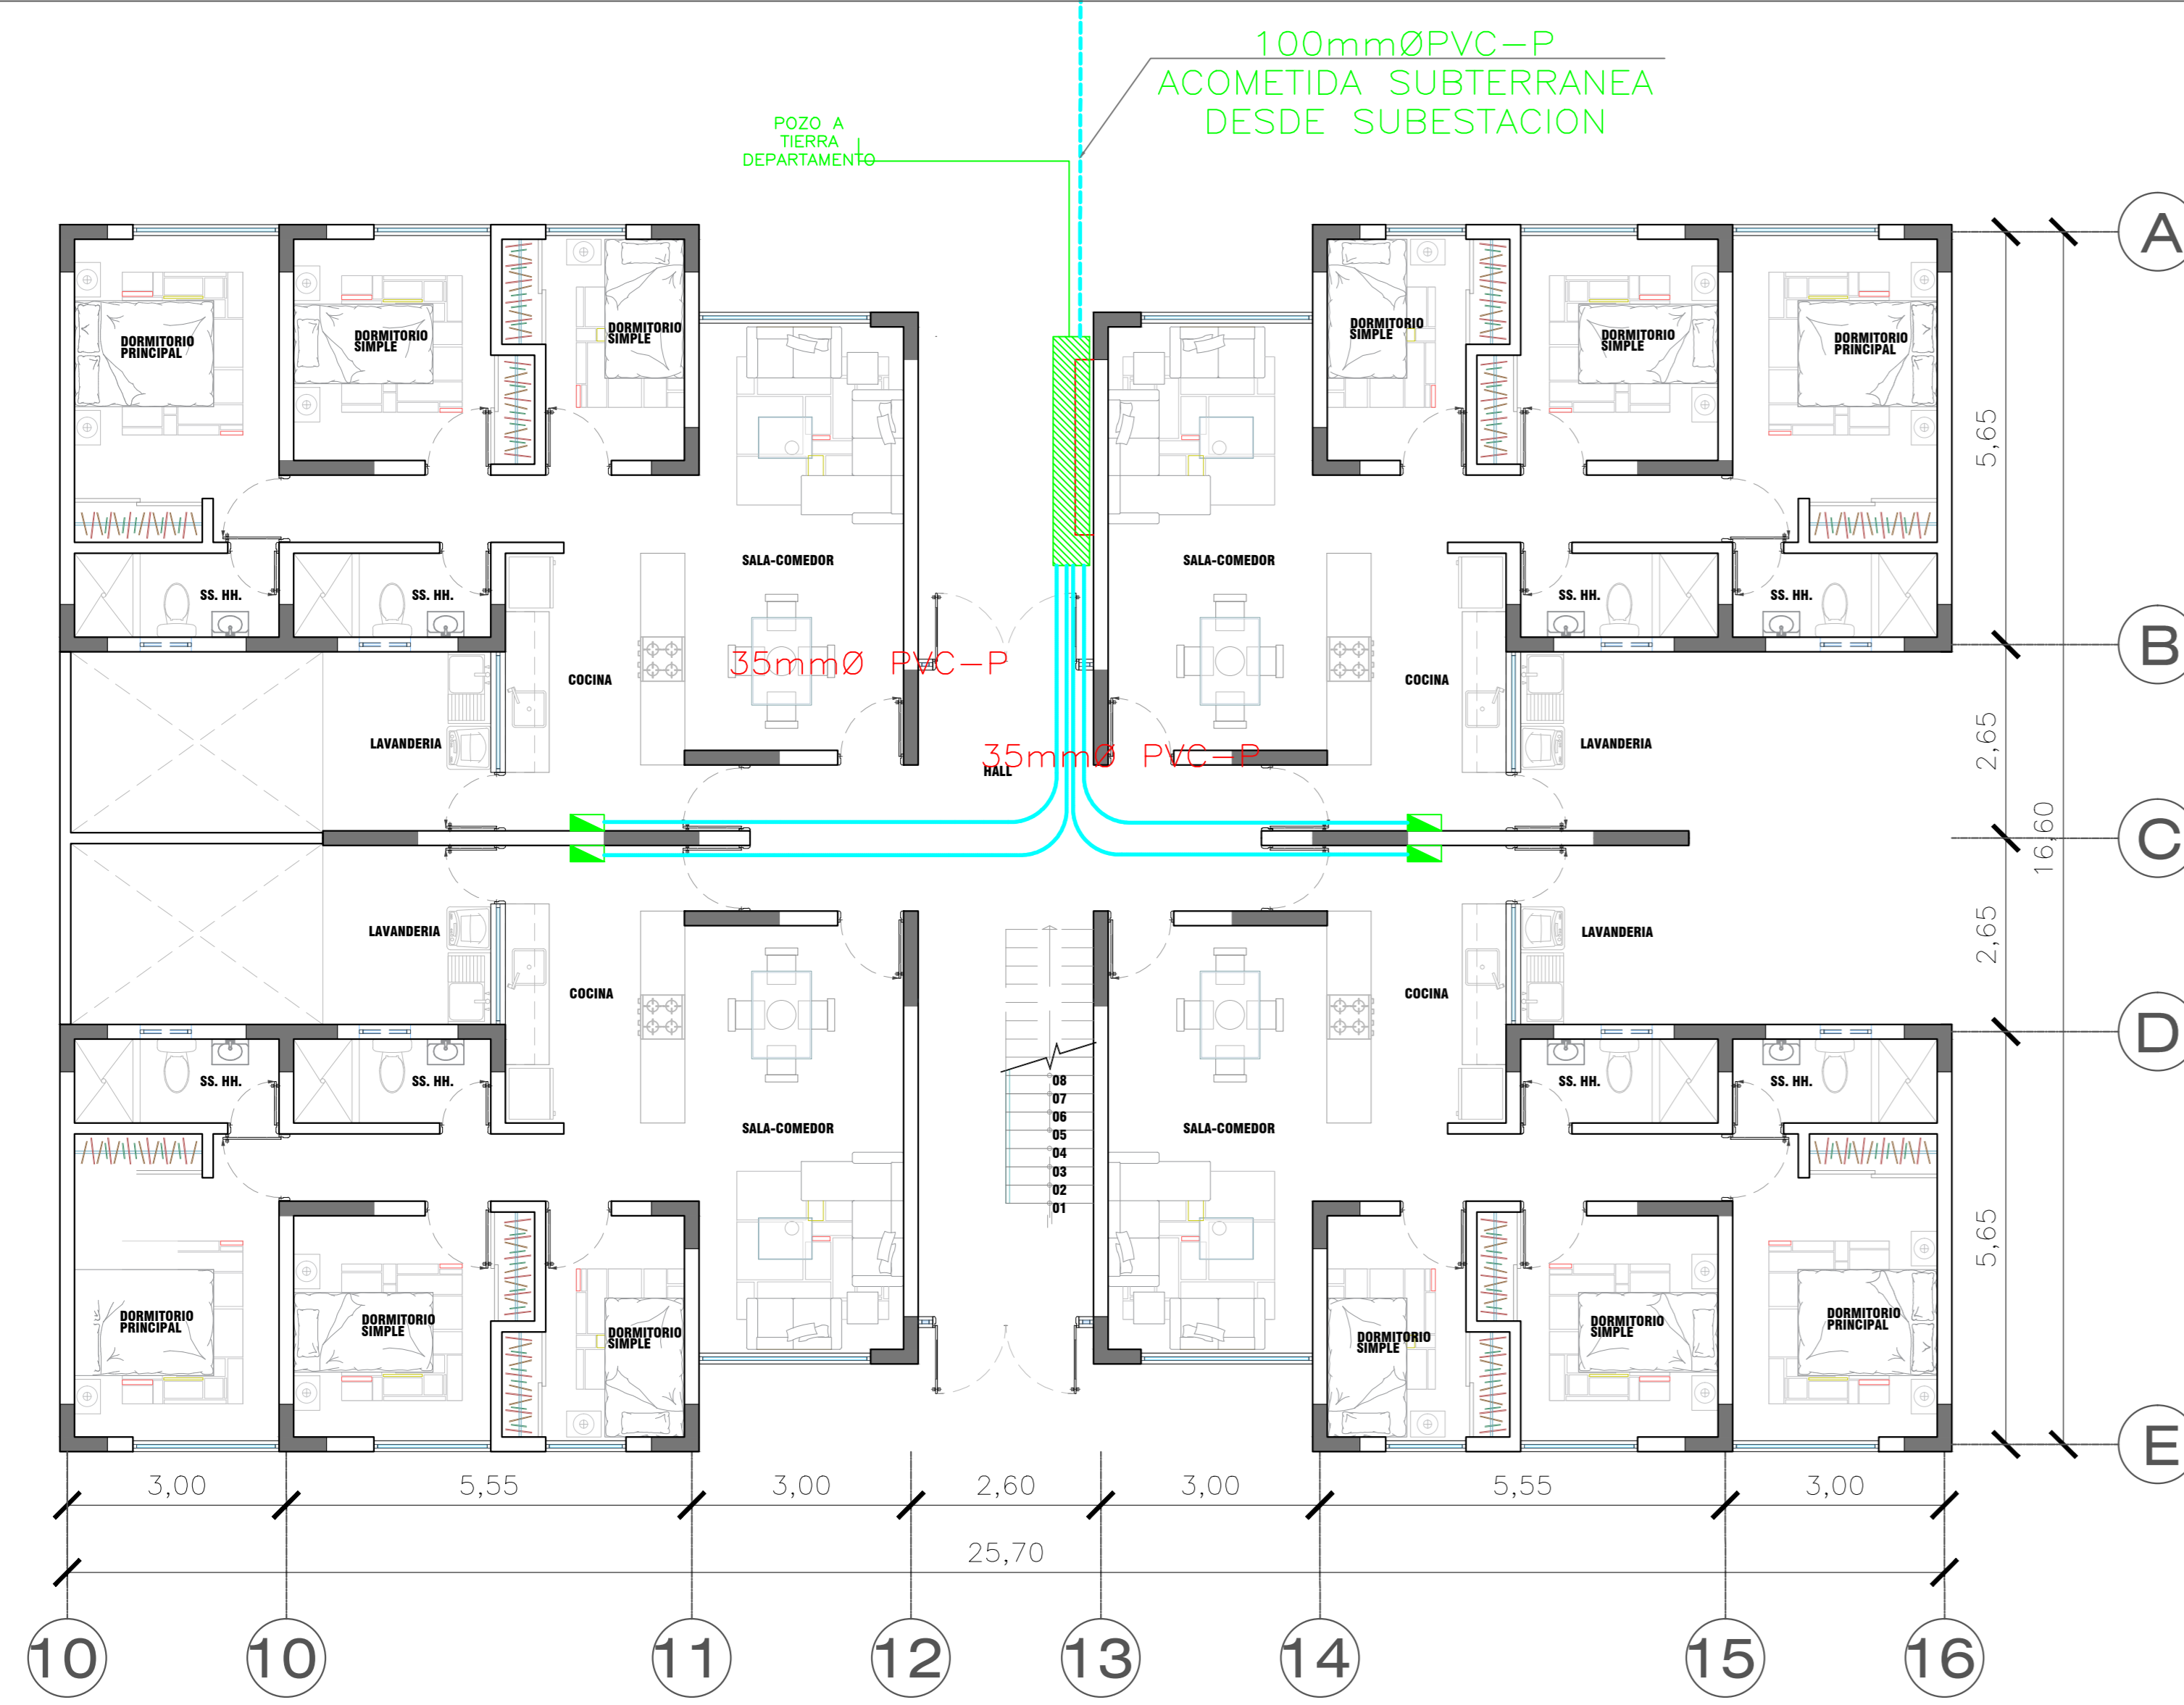 100mmØPVC-P
ACOMETIDA SUBTERRANEA
DESDE SUBESTACION
POZO A
TIERRA
DEPARTAMENTO
A
DORMITORIO
PRINCIPAL
DORMITORIO
SIMPLE
DORMITORIO
SIMPLE
DORMITORIO
SIMPLE
DORMITORIO
SIMPLE
DORMITORIO
PRINCIPAL
5,65
SALA-COMEDOR
SALA-COMEDOR
SS. HH.
SS. HH.
SS. HH.
SS. HH.
B
35mmØ PVC-P
COCINA
COCINA
LAVANDERIA
LAVANDERIA
2,65
35mmØ PVC-P
HALL
16,60
C
LAVANDERIA
LAVANDERIA
2,65
COCINA
COCINA
D
SS. HH.
SS. HH.
SS. HH.
SS. HH.
08
07
06
05
04
03
02
01
SALA-COMEDOR
SALA-COMEDOR
5,65
DORMITORIO
PRINCIPAL
DORMITORIO
SIMPLE
DORMITORIO
SIMPLE
DORMITORIO
SIMPLE
DORMITORIO
SIMPLE
DORMITORIO
PRINCIPAL
E
3,00
5,55
3,00
2,60
3,00
5,55
3,00
25,70
10
10
11
12
13
14
15
16